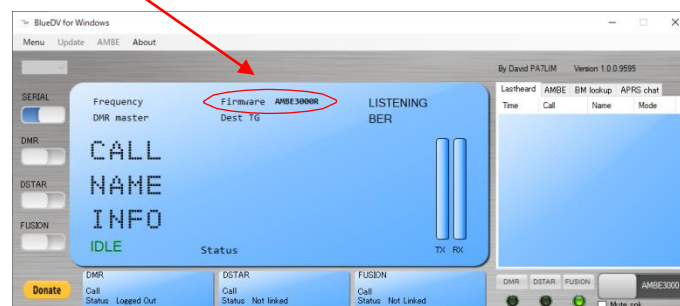 BlueDV for Windows
Menu Update AMBE About
By David PA7LIM Version 1.0.0.9595
SERIAL
DMR
DSTAR
FUSION
Frequency Firmware AMBE3000R LISTENING
DMR master Dest TG BER
CALL
NAME
INFO
IDLE Status TX RX
Lastheard AMBE BM lookup APRS chat
Time Call Name Mode
Donate
DMR
Call
Status Logged Out
DSTAR
Call
Status Not linked
FUSION
Call
Status Not Linked
DMR DSTAR FUSION AMBE3000
Mute spk